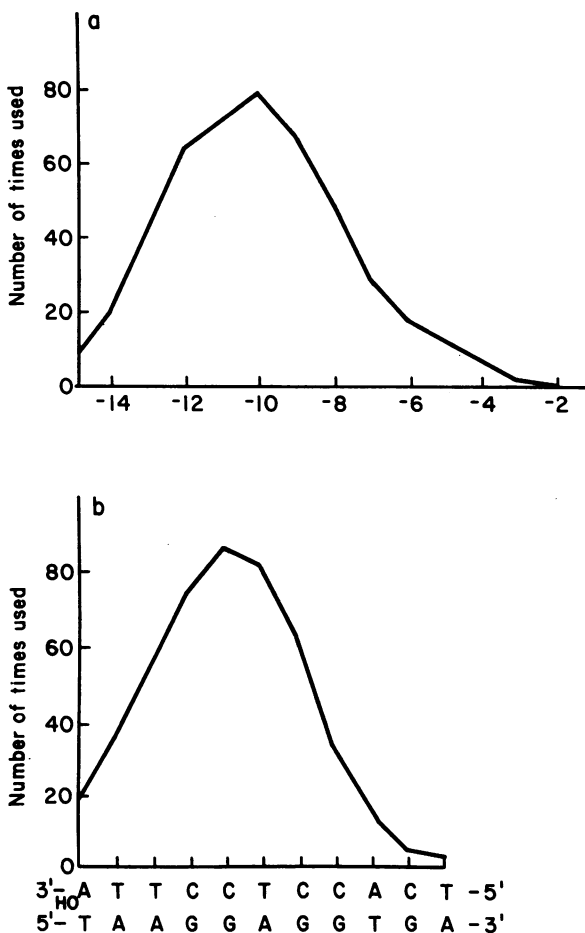 a
Number of times used
80
60
40
20
0
-14 -12 -10 -8 -6 -4 -2
b
Number of times used
80
60
40
20
0
3'-HO A T T C C T C C A C T -5'
5'- T A A G G A G G T G A -3'